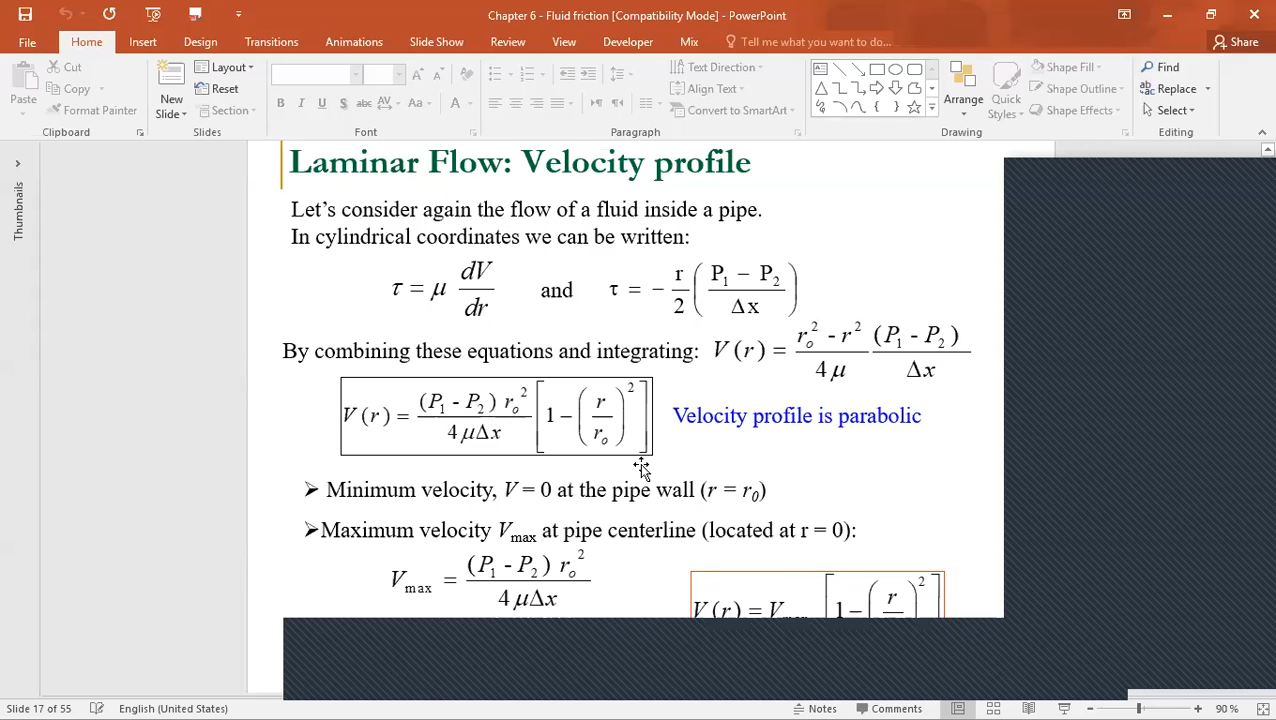 Chapter 6 - Fluid friction [Compatibility Mode] - PowerPoint
File Home Insert Design Transitions Animations Slide Show Review View Developer Mix Tell me what you want to do... Share
Paste
Cut
Copy
Format Painter
Clipboard
New Slide
Layout
Reset
Section
Slides
Font
Text Direction
Align Text
Convert to SmartArt
Paragraph
Arrange
Quick Styles
Shape Fill
Shape Outline
Shape Effects
Drawing
Find
Replace
Select
Editing
Thumbnails
Laminar Flow: Velocity profile
Let's consider again the flow of a fluid inside a pipe.
In cylindrical coordinates we can be written:
τ = μ dV/dr and τ = − r/2 ( (P₁ − P₂)/Δx )
By combining these equations and integrating: V(r) = (rₒ² - r²)/(4μ) (P₁ - P₂)/Δx
V(r) = ((P₁ - P₂) rₒ²)/(4μΔx) [1 − (r/rₒ)²]
Velocity profile is parabolic
➢ Minimum velocity, V = 0 at the pipe wall (r = r₀)
➢Maximum velocity Vmax at pipe centerline (located at r = 0):
Vmax = ((P₁ - P₂) rₒ²)/(4μΔx)
V(r) = Vmax [1 − (r/ )²]
Slide 17 of 55 English (United States) Notes Comments 90 %